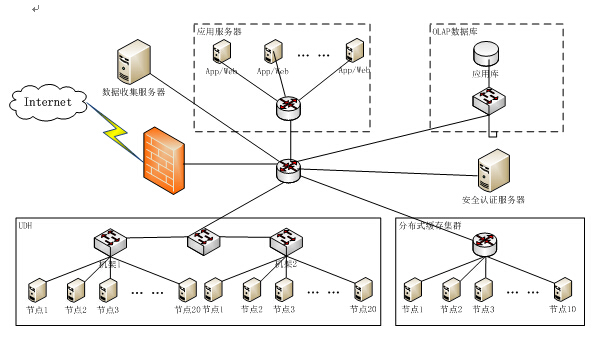 应用服务器
OLAP数据库
App/Web
App/Web
… …
App/Web
应用库
数据收集服务器
Internet
安全认证服务器
UDH
分布式缓存集群
机架1
机架2
节点1
节点2
节点3
… …
节点20
节点1
节点2
节点3
… …
节点20
节点1
节点2
节点3
… …
节点10